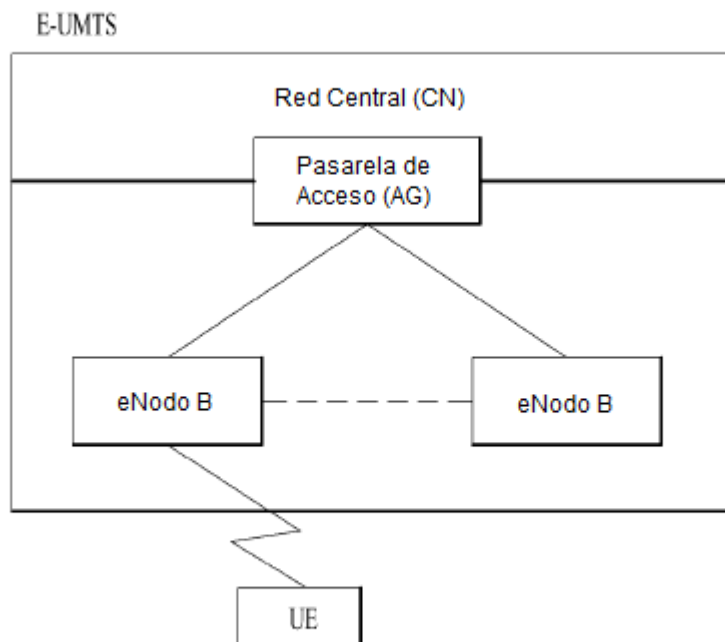 E-UMTS
Red Central (CN)
Pasarela de
Acceso (AG)
eNodo B
eNodo B
UE